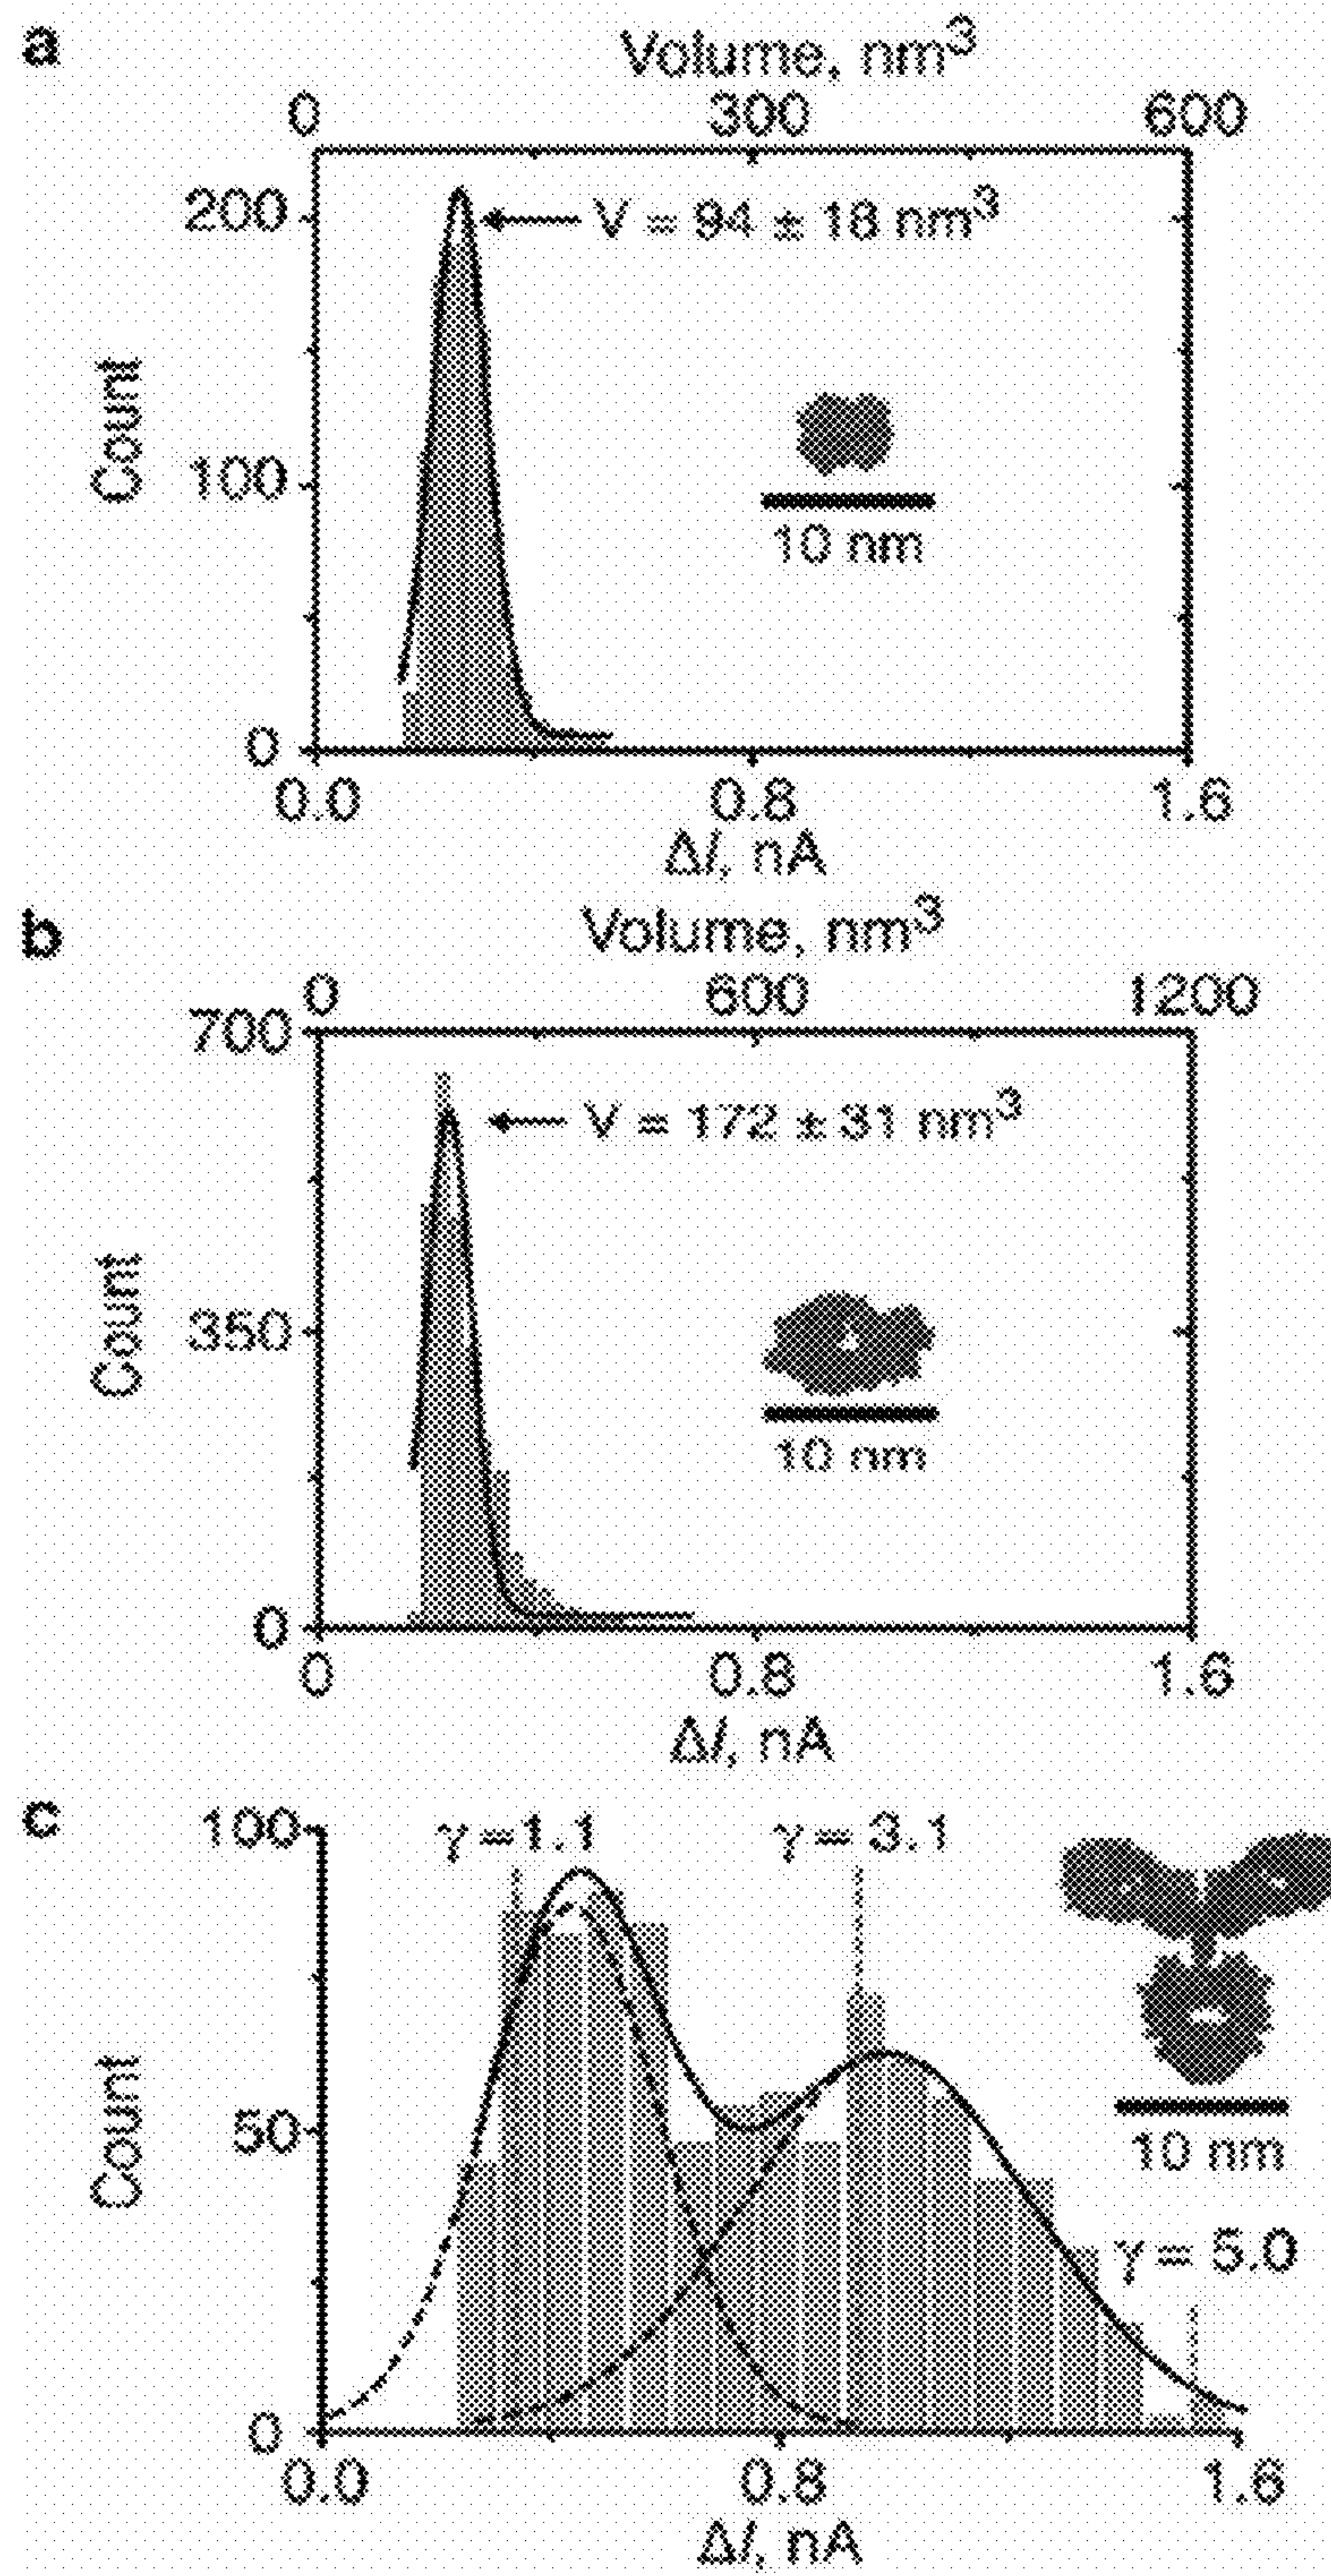 a
Volume, nm³
0 300 600
200
V = 94 ± 18 nm³
Count
100
10 nm
0
0.0 0.8 1.6
ΔI, nA
b
Volume, nm³
0 600 1200
700
V = 172 ± 31 nm³
Count
350
10 nm
0
0 0.8 1.6
ΔI, nA
c
100
γ = 1.1 γ = 3.1
Count
50
10 nm
γ = 5.0
0
0.0 0.8 1.6
ΔI, nA